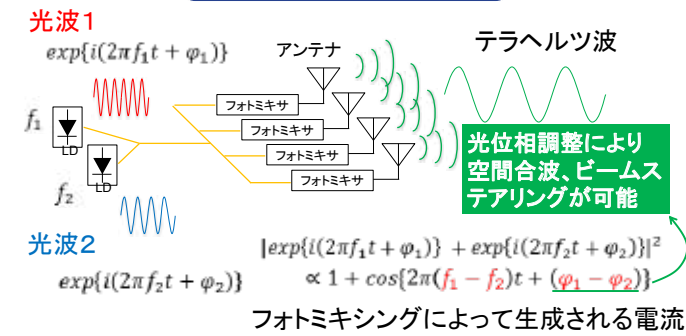 光波1
exp{i(2πf₁t + φ₁)}
アンテナ
テラヘルツ波
フォトミキサ
フォトミキサ
フォトミキサ
フォトミキサ
f₁
LD
LD
f₂
光位相調整により
空間合波、ビームス
テアリングが可能
光波2
exp{i(2πf₂t + φ₂)}
|exp{i(2πf₁t + φ₁)} + exp{i(2πf₂t + φ₂)}|²
∝ 1 + cos{2π(f₁ − f₂)t + (φ₁ − φ₂)}
フォトミキシングによって生成される電流